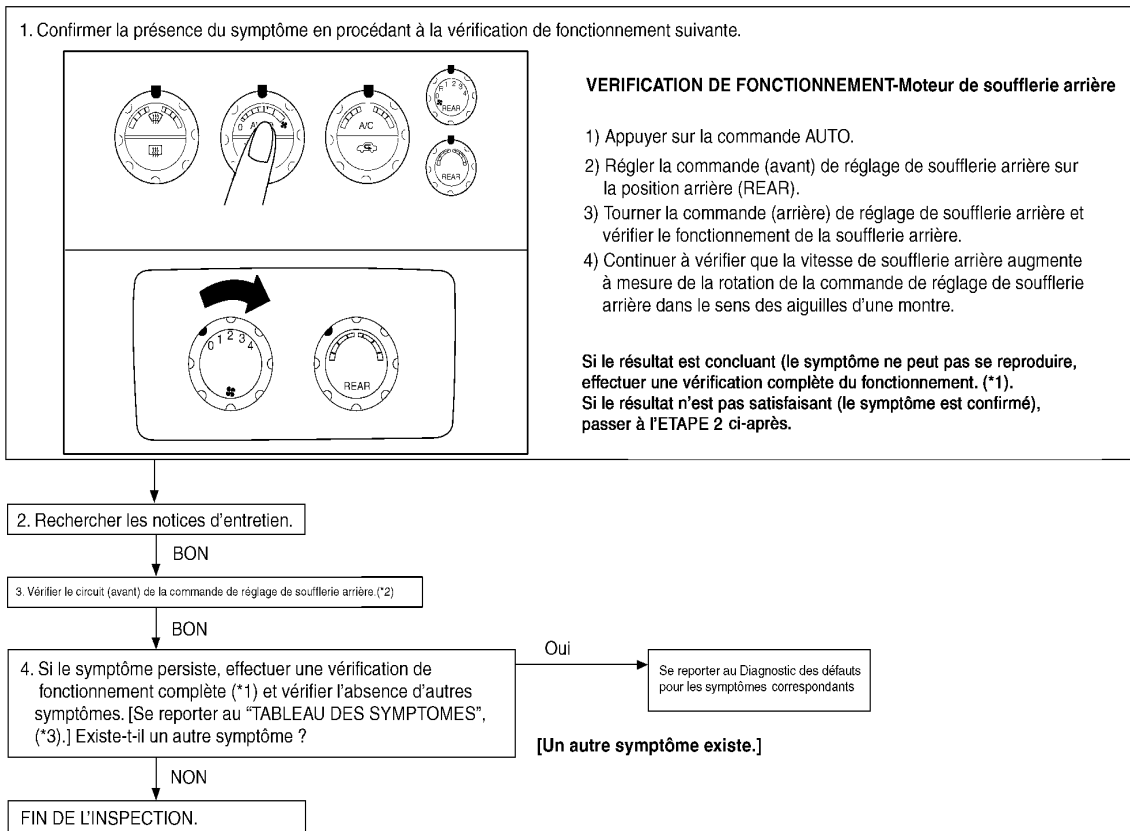 1. Confirmer la présence du symptôme en procédant à la vérification de fonctionnement suivante.
0
A/C
R 1 2 3 4
0
REAR
REAR
0 1 2 3 4
REAR
VERIFICATION DE FONCTIONNEMENT-Moteur de soufflerie arrière
1) Appuyer sur la commande AUTO.
2) Régler la commande (avant) de réglage de soufflerie arrière sur
la position arrière (REAR).
3) Tourner la commande (arrière) de réglage de soufflerie arrière et
vérifier le fonctionnement de la soufflerie arrière.
4) Continuer à vérifier que la vitesse de soufflerie arrière augmente
à mesure de la rotation de la commande de réglage de soufflerie
arrière dans le sens des aiguilles d'une montre.
Si le résultat est concluant (le symptôme ne peut pas se reproduire,
effectuer une vérification complète du fonctionnement. (*1).
Si le résultat n'est pas satisfaisant (le symptôme est confirmé),
passer à l'ETAPE 2 ci-après.
2. Rechercher les notices d'entretien.
BON
3. Vérifier le circuit (avant) de la commande de réglage de soufflerie arrière.(*2)
BON
4. Si le symptôme persiste, effectuer une vérification de
fonctionnement complète (*1) et vérifier l'absence d'autres
symptômes. [Se reporter au "TABLEAU DES SYMPTOMES",
(*3).] Existe-t-il un autre symptôme ?
Oui
Se reporter au Diagnostic des défauts
pour les symptômes correspondants
[Un autre symptôme existe.]
NON
FIN DE L'INSPECTION.